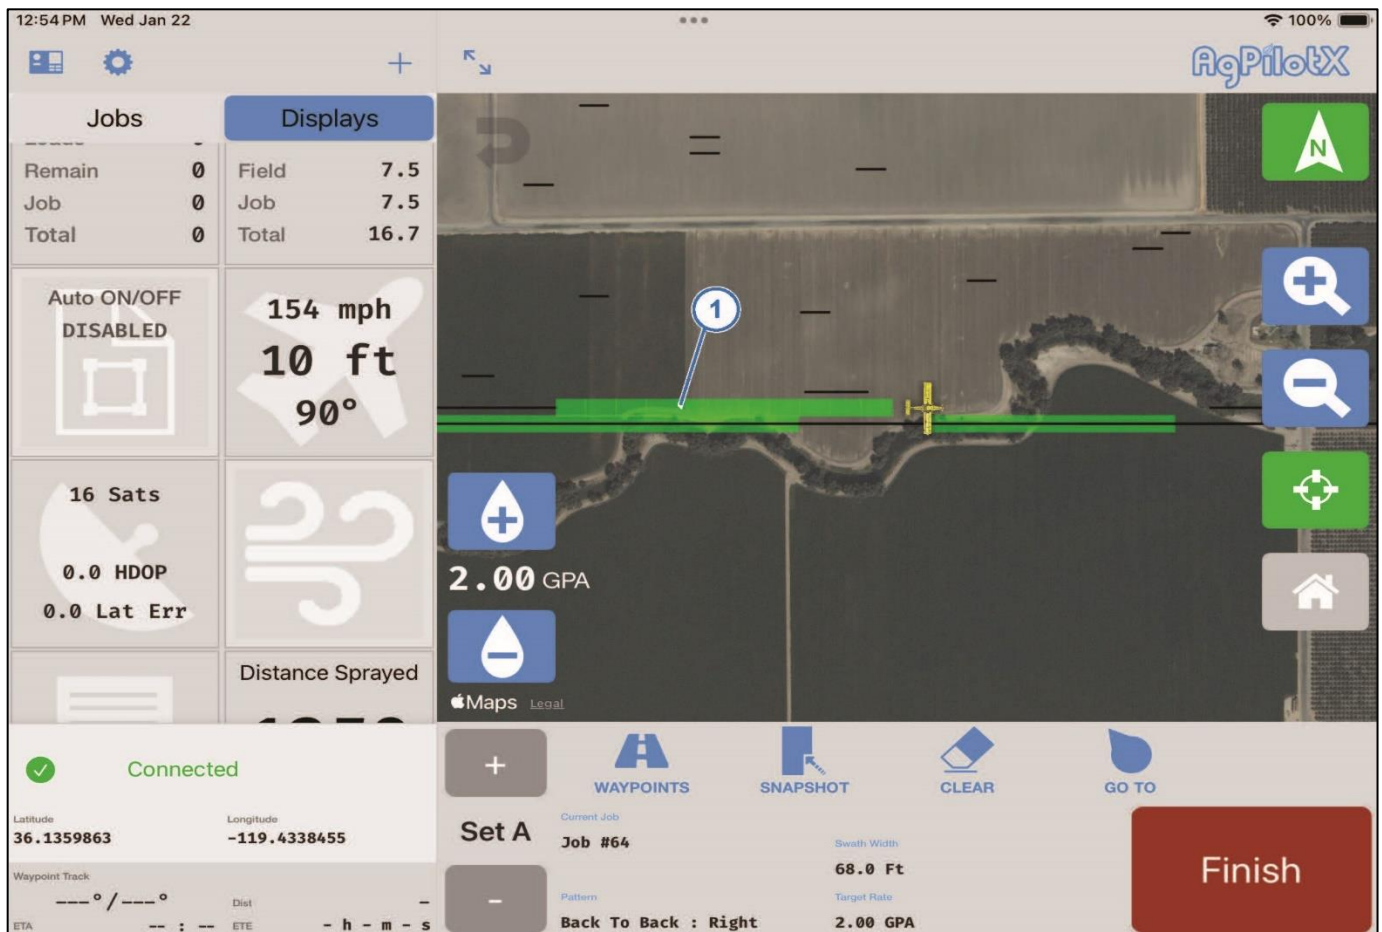 12:54 PM Wed Jan 22
100%
AgPilotX
Jobs
Displays
Remain 0
Job 0
Total 0
Field 7.5
Job 7.5
Total 16.7
Auto ON/OFF
DISABLED
154 mph
10 ft
90°
16 Sats
0.0 HDOP
0.0 Lat Err
Distance Sprayed
Connected
Latitude
36.1359863
Longitude
-119.4338455
Waypoint Track
---°/---°
Dist -
ETA -- : --
ETE - h - m - s
N
1
2.00 GPA
Maps Legal
+
Set A
-
WAYPOINTS
SNAPSHOT
CLEAR
GO TO
Current Job
Job #64
Swath Width
68.0 Ft
Pattern
Back To Back : Right
Target Rate
2.00 GPA
Finish